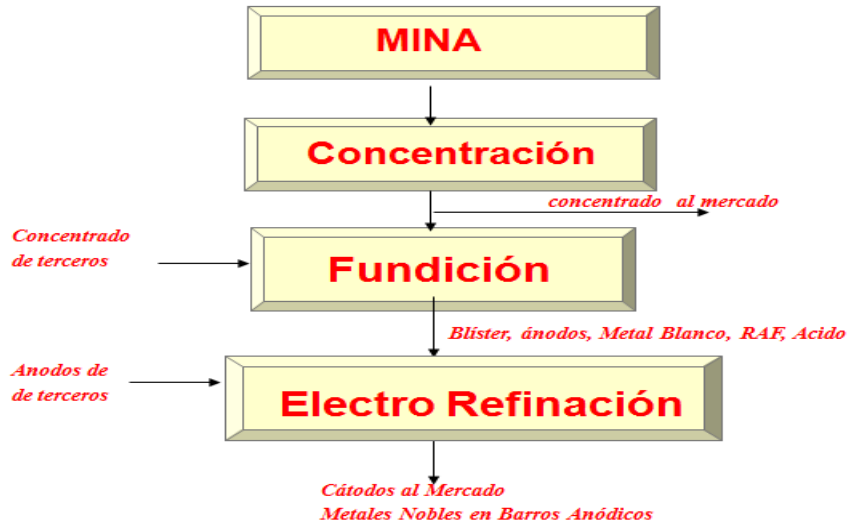 MINA
Concentración
concentrado al mercado
Concentrado
de terceros
Fundición
Blíster, ánodos, Metal Blanco, RAF, Acido
Anodos de
de terceros
Electro Refinación
Cátodos al Mercado
Metales Nobles en Barros Anódicos